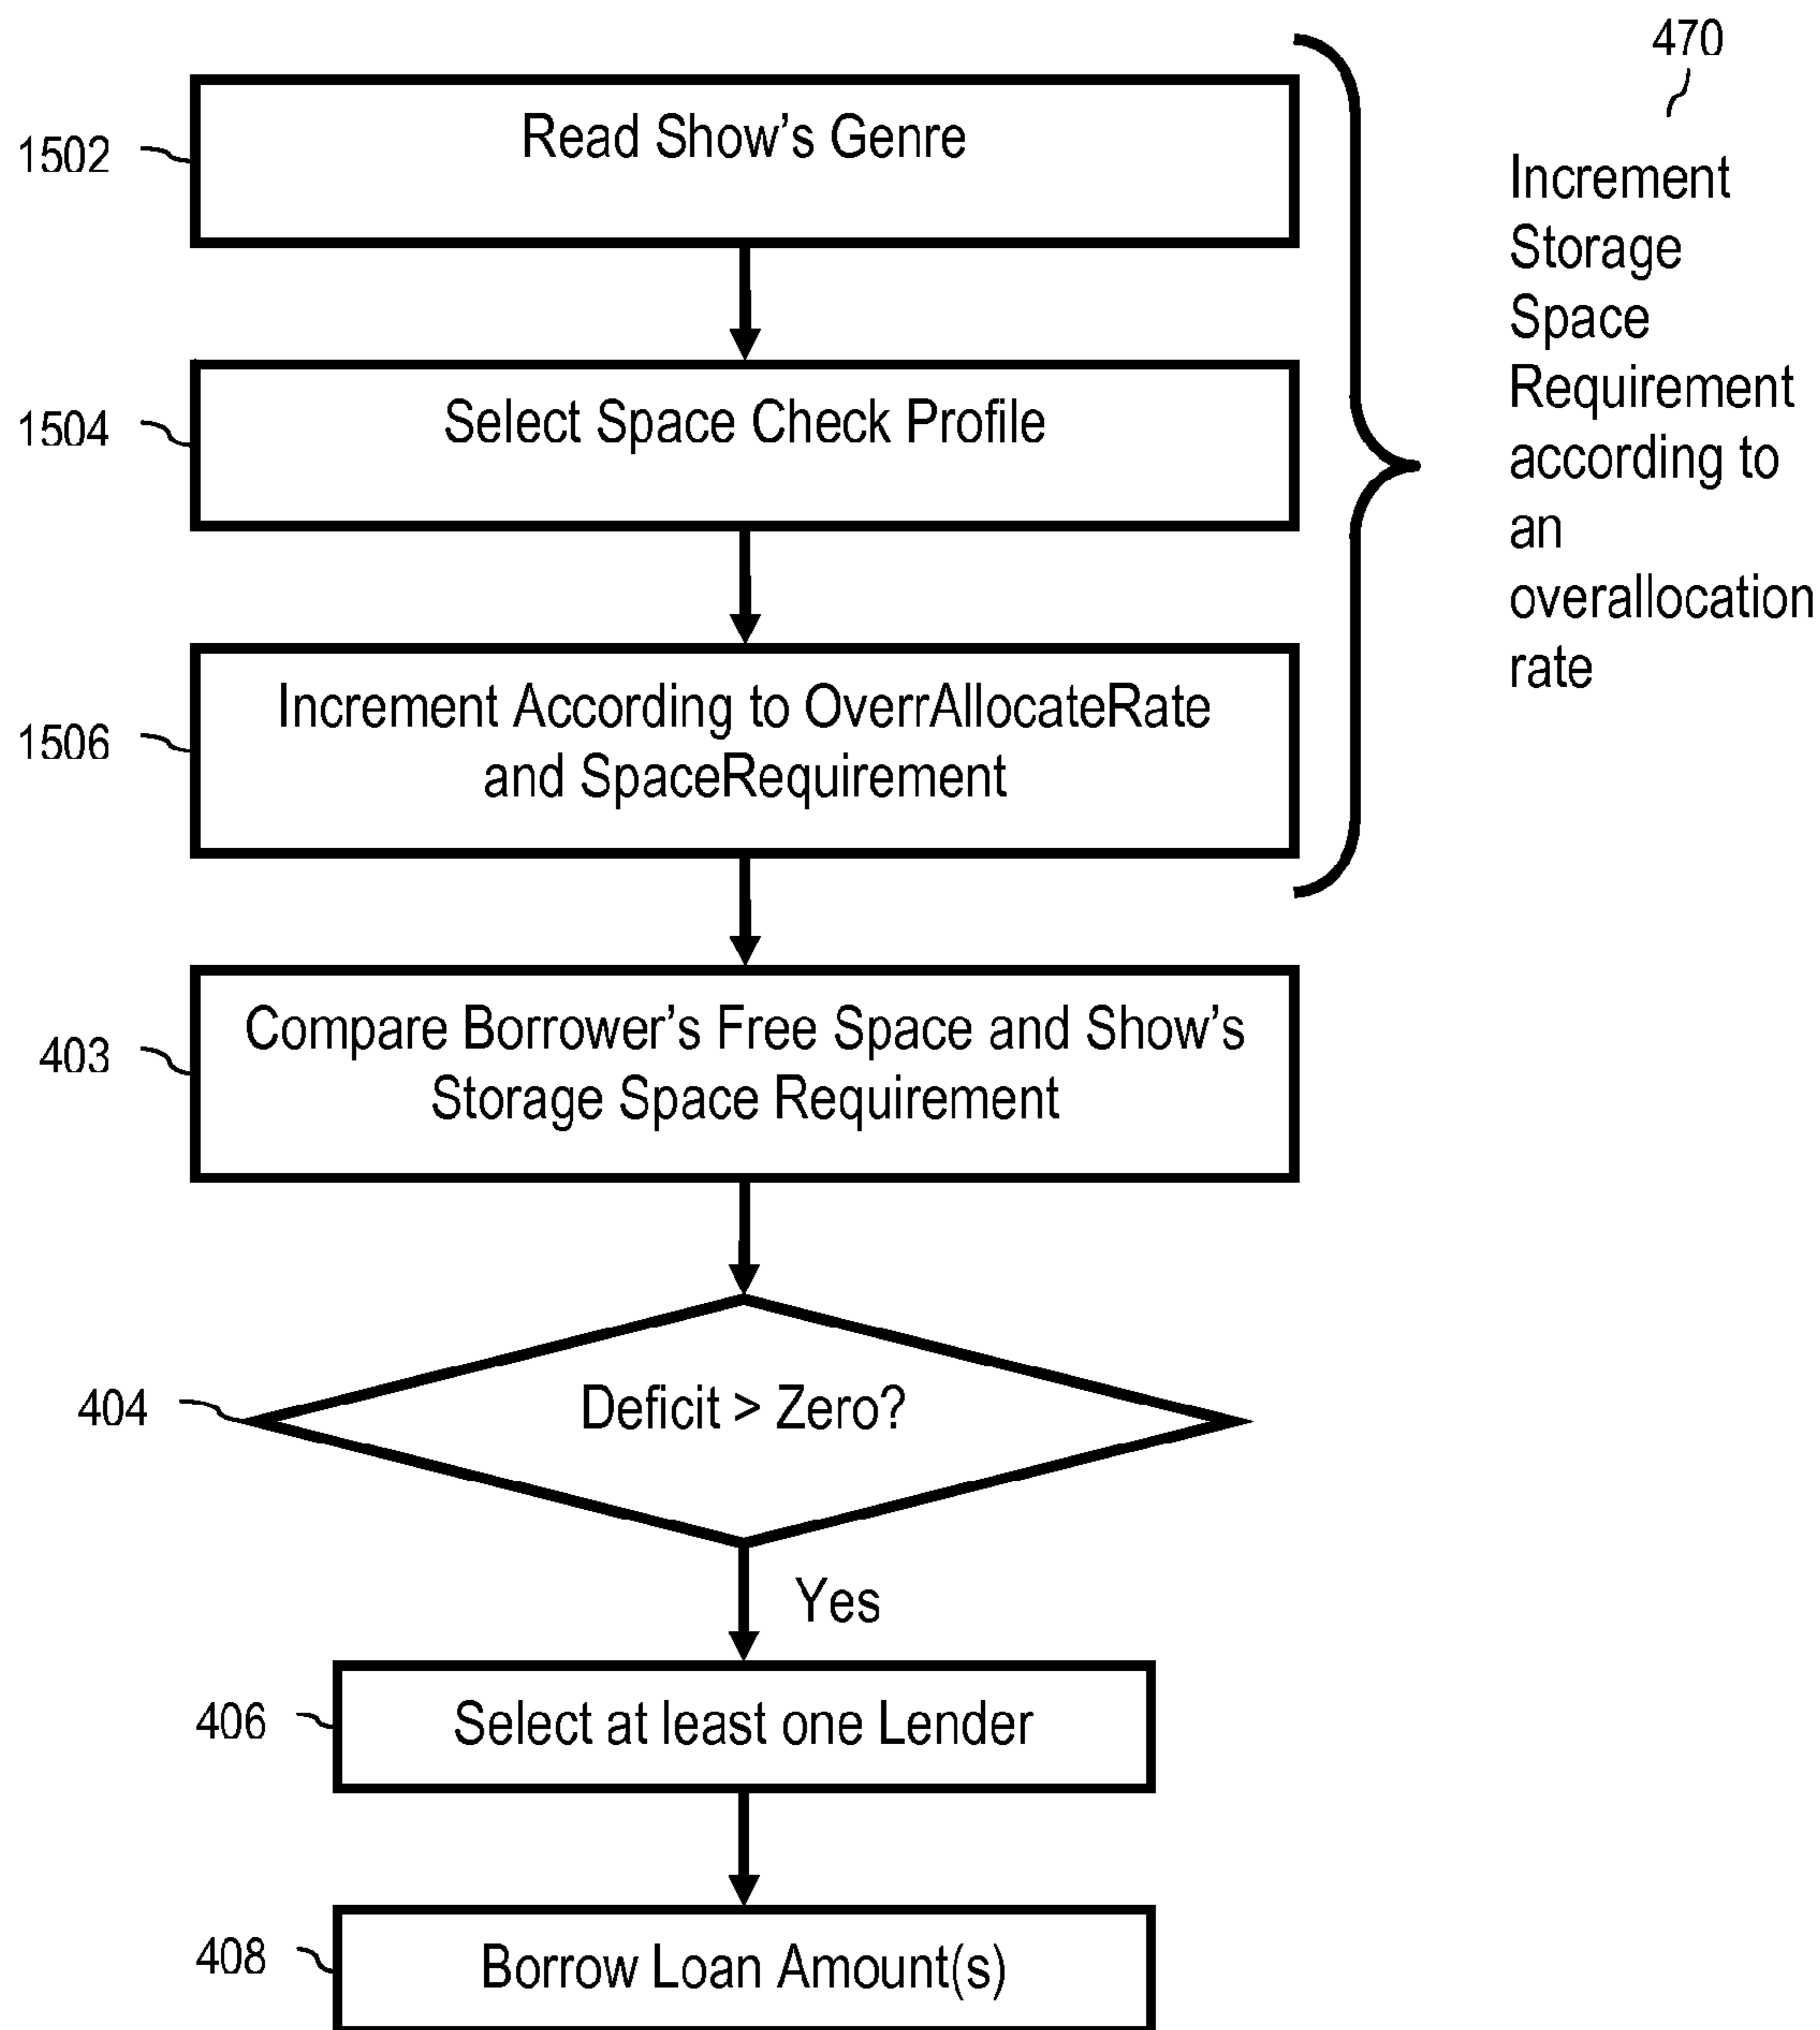 470
Increment
Storage
Space
Requirement
according to
an
overallocation
rate
1502
Read Show's Genre
1504
Select Space Check Profile
1506
Increment According to OverrAllocateRate
and SpaceRequirement
403
Compare Borrower's Free Space and Show's
Storage Space Requirement
404
Deficit > Zero?
Yes
406
Select at least one Lender
408
Borrow Loan Amount(s)